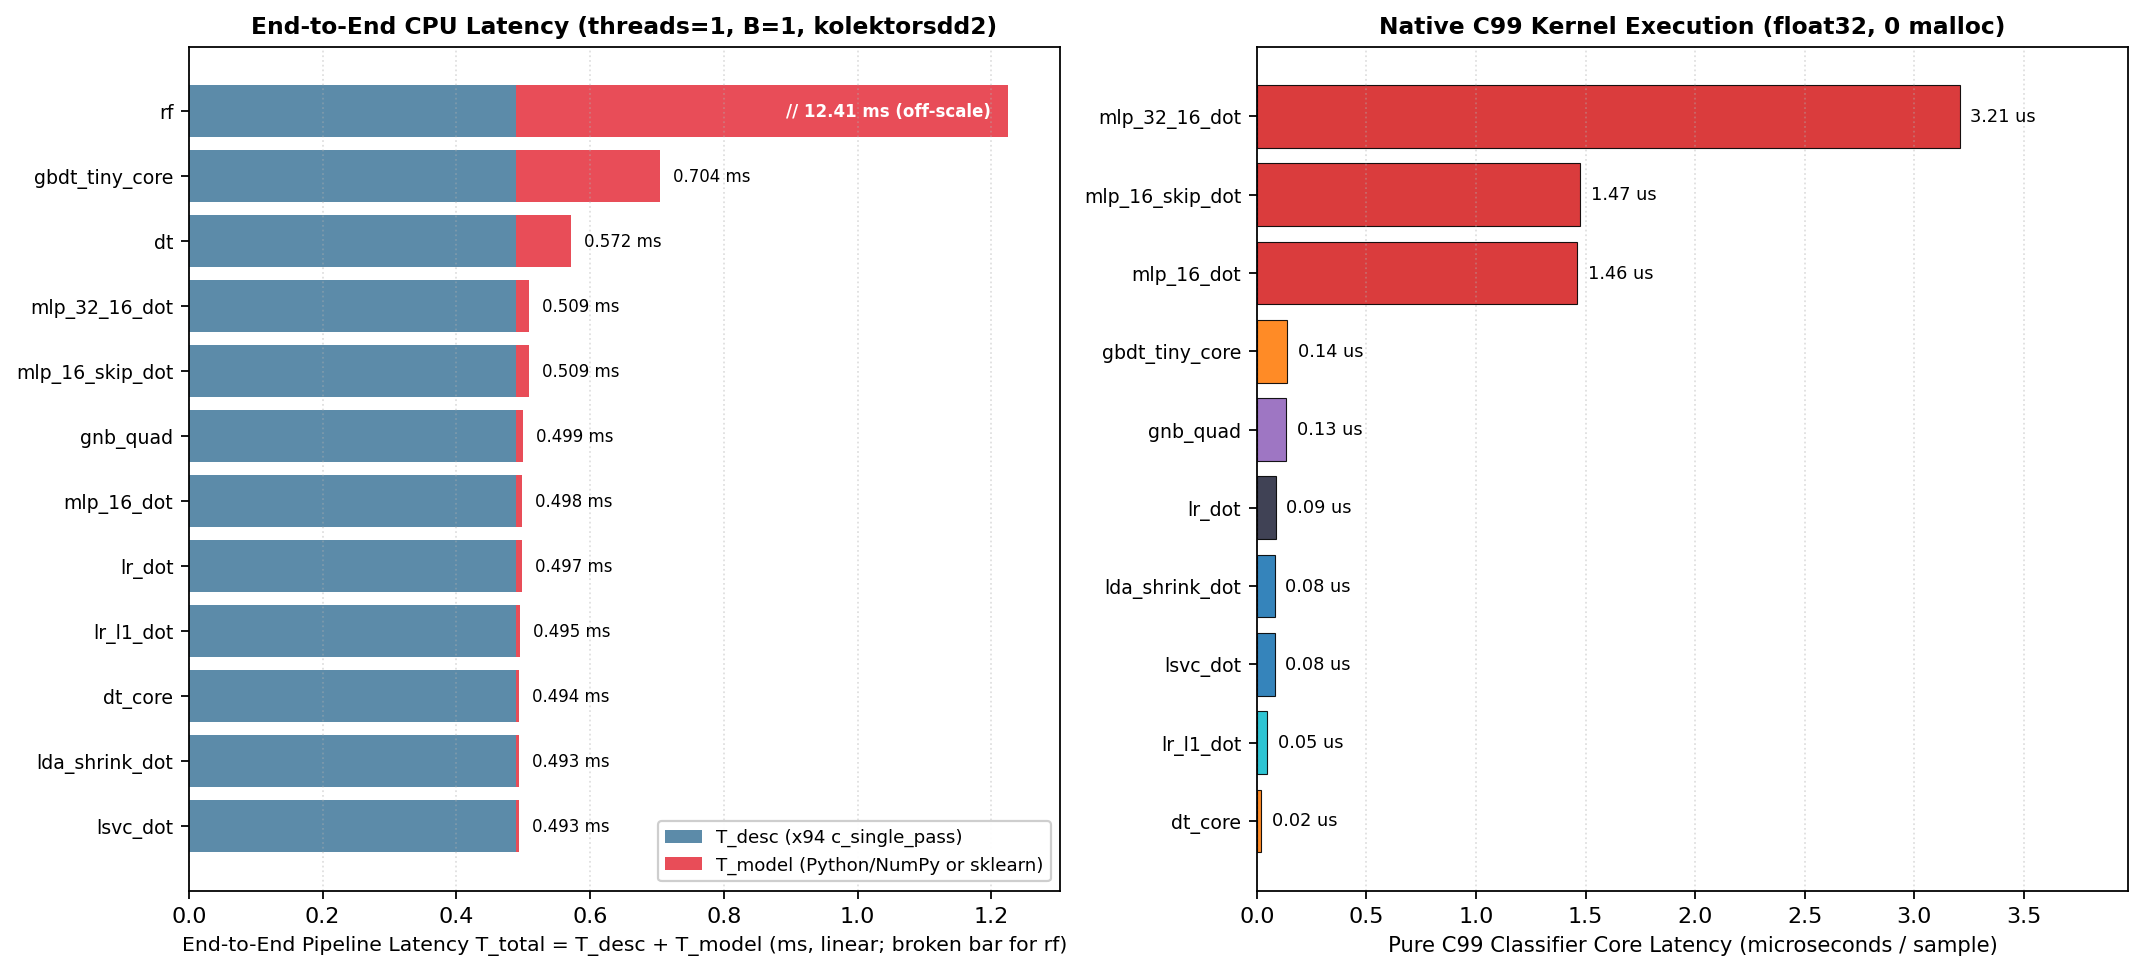 End-to-End CPU Latency (threads=1, B=1, kolektorsdd2)
rf
// 12.41 ms (off-scale)
gbdt_tiny_core
0.704 ms
dt
0.572 ms
mlp_32_16_dot
0.509 ms
mlp_16_skip_dot
0.509 ms
gnb_quad
0.499 ms
mlp_16_dot
0.498 ms
lr_dot
0.497 ms
lr_l1_dot
0.495 ms
dt_core
0.494 ms
lda_shrink_dot
0.493 ms
lsvc_dot
0.493 ms
T_desc (x94 c_single_pass)
T_model (Python/NumPy or sklearn)
0.0 0.2 0.4 0.6 0.8 1.0 1.2
End-to-End Pipeline Latency T_total = T_desc + T_model (ms, linear; broken bar for rf)
Native C99 Kernel Execution (float32, 0 malloc)
mlp_32_16_dot
3.21 us
mlp_16_skip_dot
1.47 us
mlp_16_dot
1.46 us
gbdt_tiny_core
0.14 us
gnb_quad
0.13 us
lr_dot
0.09 us
lda_shrink_dot
0.08 us
lsvc_dot
0.08 us
lr_l1_dot
0.05 us
dt_core
0.02 us
0.0 0.5 1.0 1.5 2.0 2.5 3.0 3.5
Pure C99 Classifier Core Latency (microseconds / sample)